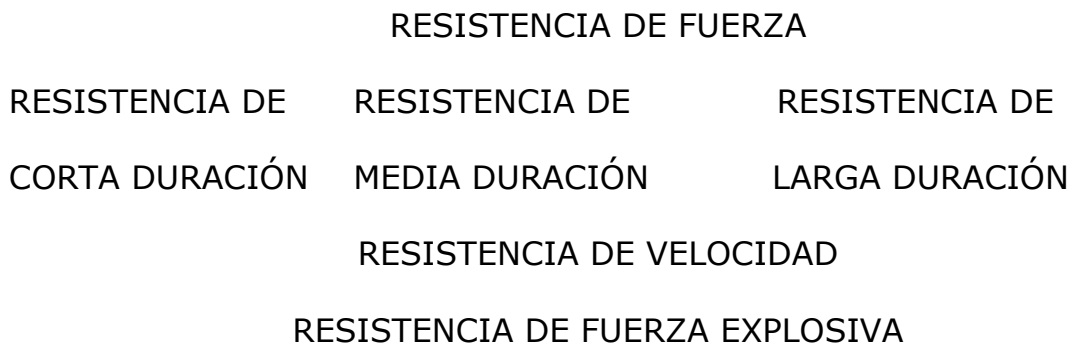 RESISTENCIA DE FUERZA
RESISTENCIA DE RESISTENCIA DE RESISTENCIA DE
CORTA DURACIÓN MEDIA DURACIÓN LARGA DURACIÓN
RESISTENCIA DE VELOCIDAD
RESISTENCIA DE FUERZA EXPLOSIVA